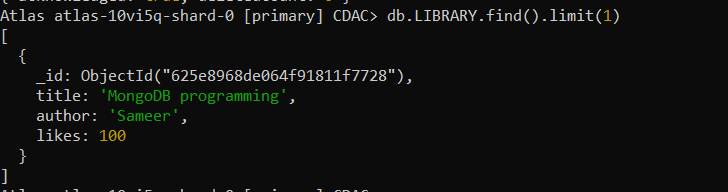 Atlas atlas-10vi5q-shard-0 [primary] CDAC> db.LIBRARY.find().limit(1)
[
  {
    _id: ObjectId("625e8968de064f91811f7728"),
    title: 'MongoDB programming',
    author: 'Sameer',
    likes: 100
  }
]